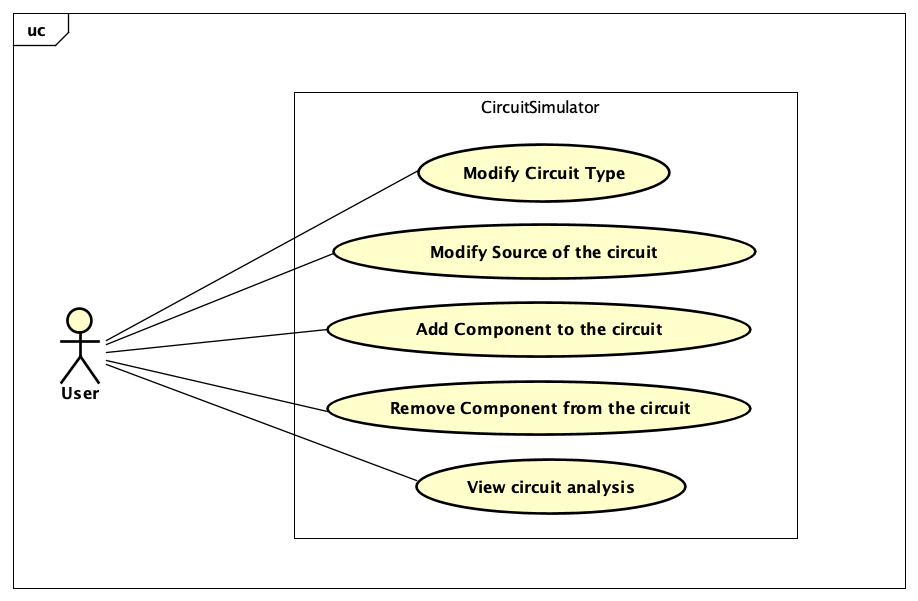 uc
CircuitSimulator
Modify Circuit Type
Modify Source of the circuit
Add Component to the circuit
Remove Component from the circuit
View circuit analysis
User